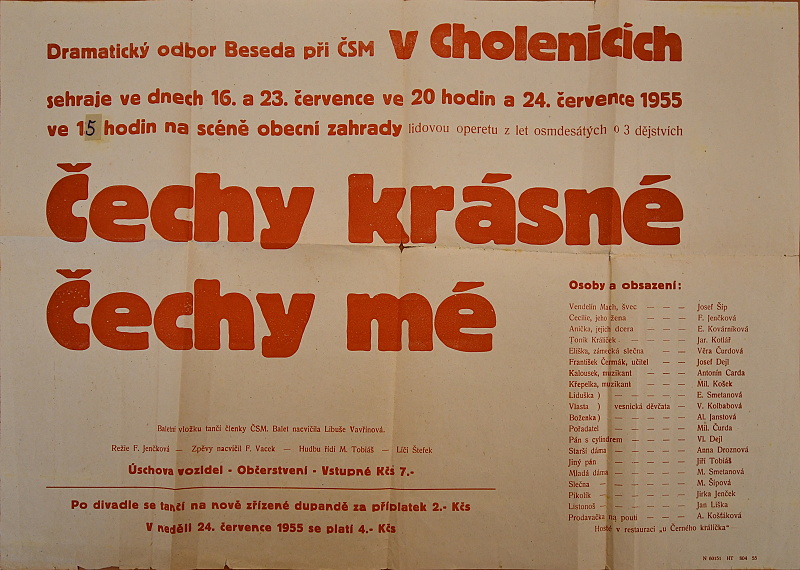 Dramatický odbor Beseda při ČSM v Cholenicích
sehraje ve dnech 16. a 23. července ve 20 hodin a 24. července 1955
ve 15 hodin na scéně obecní zahrady lidovou operetu z let osmdesátých o 3 dějstvích
Čechy krásné
Čechy mé
Osoby a obsazení:
Vendelín Mach, švec — — — Josef Šíp
Cecilie, jeho žena — — — F. Jenčková
Anička, jejich dcera — — — E. Kovárníková
Toník Králíček — — — Jar. Kotlář
Eliška, zámecká slečna — — — Věra Čurdová
František Čermák, učitel — — — Josef Dejl
Kalousek, muzikant — — — Antonín Čarda
Křepelka, muzikant — — — Mil. Košek
Liduška ) E. Smetanová
Vlasta ) vesnická děvčata — — V. Kolbabová
Boženka ) Al. Janstová
Pořadatel — — — Mil. Čurda
Pán s cylindrem — — — Vl. Dejl
Starší dáma — — — Anna Droznová
Jiný pán — — — Jiří Tobiáš
Mladá dáma — — — M. Smetanová
Slečna — — — M. Šípová
Pikolík — — — Jirka Jenček
Listonoš — — — Jan Liška
Prodavačka na pouti — — — A. Košťáková
Hosté v restauraci „u Černého králíčka"
Baletní vložku tančí členky ČSM. Balet nacvičila Libuše Vavřinová.
Režie F. Jenčková — Zpěvy nacvičil F. Vacek — Hudbu řídí M. Tobiáš — Líčí Štefek
Úschova vozidel - Občerstvení - Vstupné Kčs 7.-
Po divadle se tančí na nově zřízené dupandě za příplatek 2.- Kčs
V neděli 24. července 1955 se platí 4.- Kčs
HT 804 55